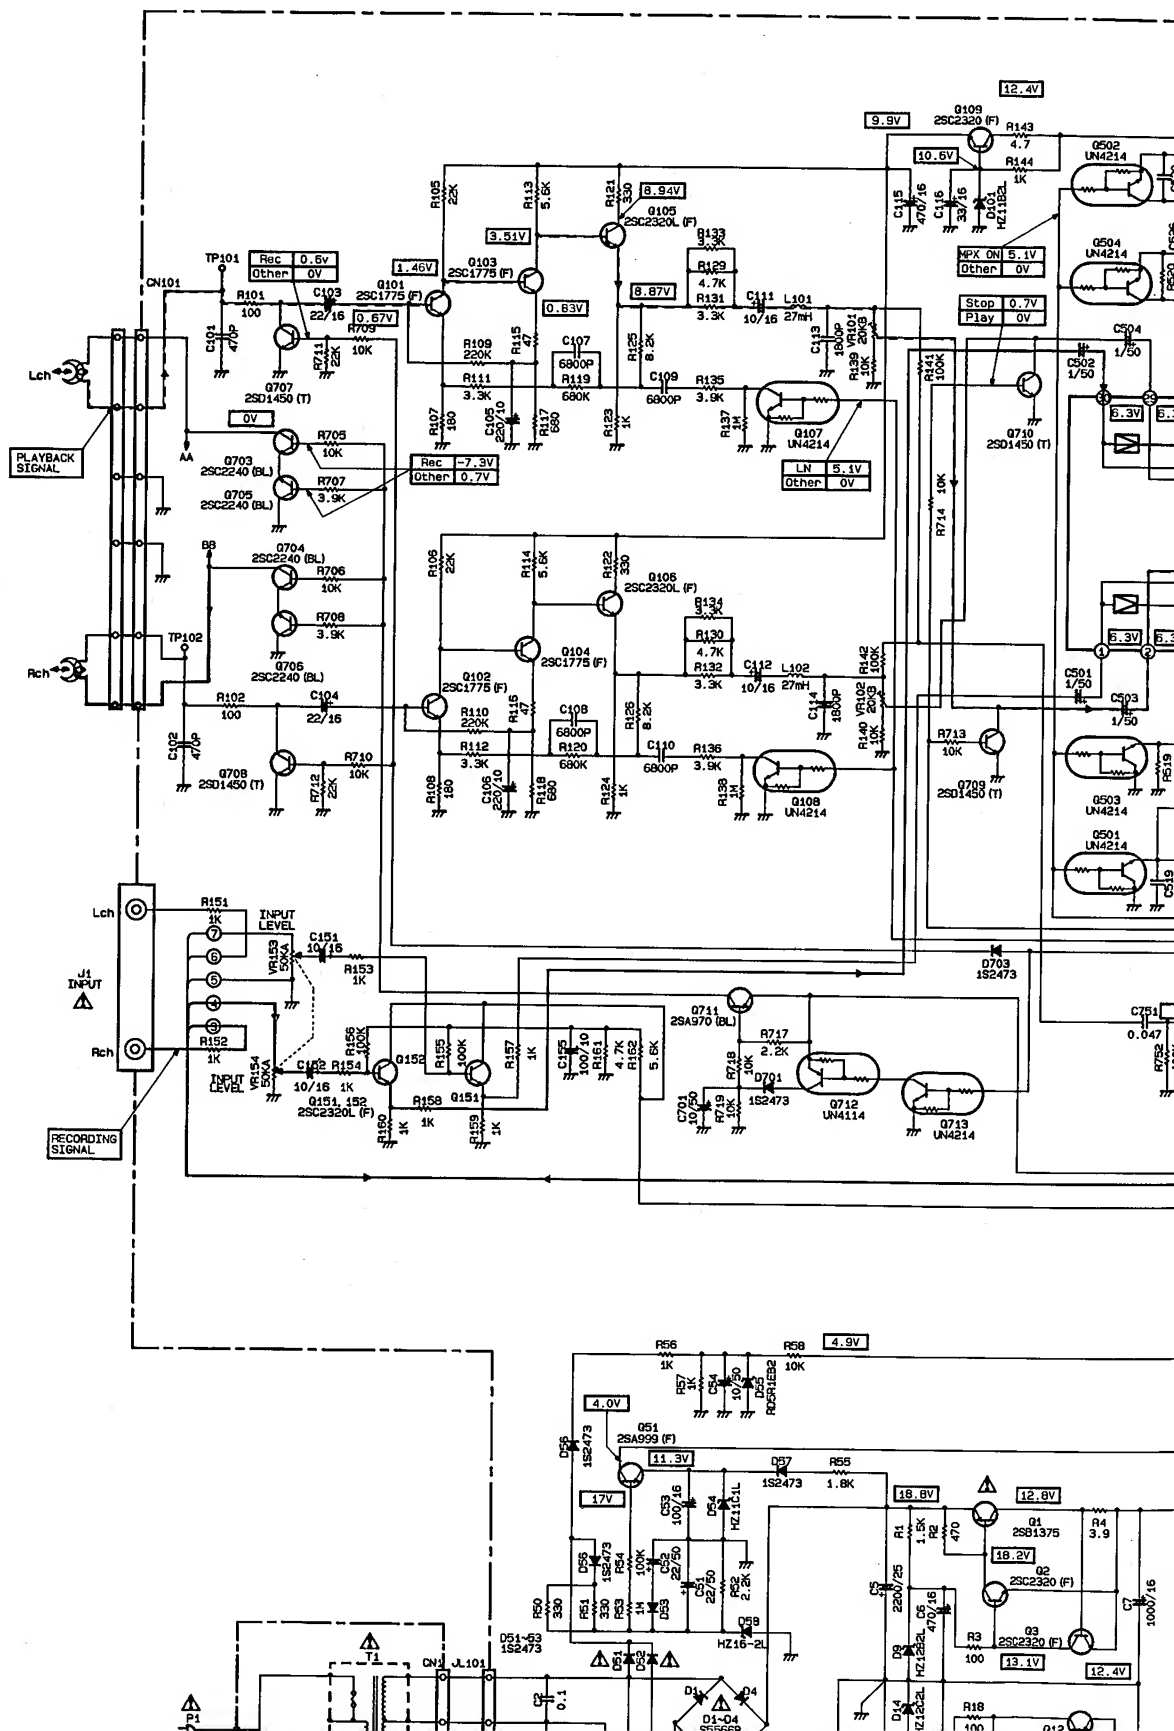 12.4V
9.9V
Q109
2SC2320 (F)
R143
4.7
10.6V
R144
1K
Q502
UN4214
R105
22K
R113
5.6K
R121
330
8.94V
C115
470/16
C116
33/16
D101
HZ11B2L
Q105
2SC2320L (F)
3.51V
R133
3.3K
Q504
UN4214
MPX ON 5.1V
Other 0V
TP101
Rec 0.6v
Other 0V
1.46V
Q103
2SC1775 (F)
R129
4.7K
CN101
Q101
2SC1775 (F)
R101
100
C103
22/16
0.67V
8.87V
0.83V
R131
3.3K
C111
10/16
L101
27mH
Stop 0.7V
Play 0V
C504
1/50
C101
470P
R709
10K
R711
22K
R109
220K
R115
47
C107
6800P
R125
8.2K
C113
1800P
VR101
20KB
R139
10K
R141
100K
C502
1/50
Lch
Q707
2SD1450 (T)
R111
3.3K
R119
680K
C109
6800P
R135
3.9K
30
29
6.3V
0V
R107
180
C105
220/10
R117
680
R123
1K
R137
1M
Q107
UN4214
Q710
2SD1450 (T)
PLAYBACK
SIGNAL
AA
R705
10K
Q703
2SC2240 (BL)
Rec -7.3V
Other 0.7V
LN 5.1V
Other 0V
R707
3.9K
Q705
2SC2240 (BL)
R714
10K
BB
Q704
2SC2240 (BL)
R706
10K
R106
22K
R114
5.6K
R122
330
Q106
2SC2320L (F)
R134
3.3K
R708
3.9K
R130
4.7K
6.3V
TP102
Q104
2SC1775 (F)
1
2
Rch
Q706
2SC2240 (BL)
Q102
2SC1775 (F)
R132
3.3K
C112
10/16
L102
27mH
R142
100K
C501
1/50
R102
100
C104
22/16
R110
220K
R116
47
C108
6800P
R126
8.2K
C114
1800P
VR102
20KB
R140
10K
C503
1/50
C102
470P
R710
10K
R712
22K
R112
3.3K
R120
680K
C110
6800P
R136
3.9K
R713
10K
R519
Q708
2SD1450 (T)
R108
180
C106
220/10
R118
680
R124
1K
R138
1M
Q108
UN4214
Q709
2SD1450 (T)
Q503
UN4214
Q501
UN4214
C519
Lch
R151
1K
INPUT
LEVEL
7
C151
10/16
VR153
50KA
6
R153
1K
D703
1S2473
J1
INPUT
5
4
Q711
2SA970 (BL)
C751
0.047
3
R152
1K
Rch
R156
100K
Q152
R155
100K
R157
1K
C155
100/10
R161
4.7K
R162
5.6K
R717
2.2K
R718
10K
R752
INPUT
LEVEL
VR154
50KA
C152
10/16
R154
1K
Q151
D701
1S2473
Q151, 152
2SC2320L (F)
R158
1K
C701
10/50
R719
10K
Q712
UN4114
Q713
UN4214
R160
1K
R159
1K
RECORDING
SIGNAL
R56
1K
R58
10K
4.9V
R57
1K
C54
10/50
D55
RD5R1EB2
4.0V
Q51
2SA999 (F)
1S2473
11.3V
D57
1S2473
R55
1.8K
17V
C53
100/16
D54
HZ11C1L
18.8V
12.8V
Q1
2SB1375
R4
3.9
R1
1.5K
R2
470
D56
1S2473
R54
100K
C52
22/50
C51
22/50
R52
2.2K
C5
2200/25
18.2V
Q2
2SC2320 (F)
C7
1000/16
R50
330
R51
330
R53
1M
D53
C6
470/16
D51~53
1S2473
HZ16-2L
D9
HZ12B2L
R3
100
Q3
2SC2320 (F)
13.1V
12.4V
T1
CN1
JL101
D51
D52
C2
0.1
D1
D4
D14
HZ12C2L
P1
D1~D4
R18
100
Q12